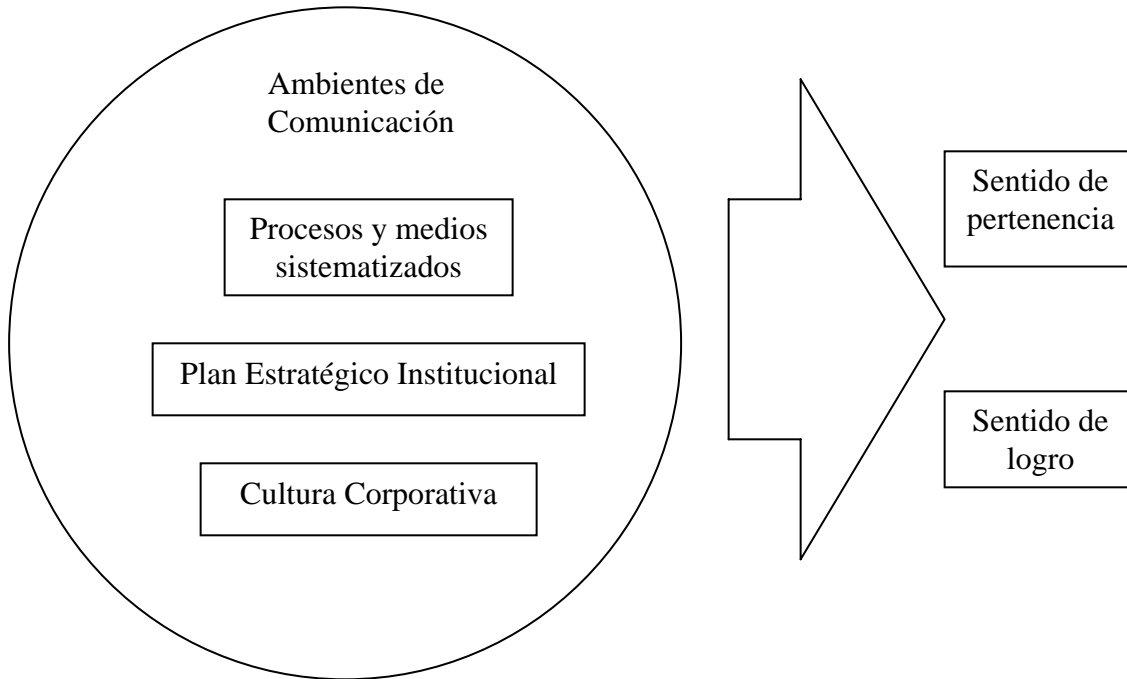 Ambientes de
Comunicación
Procesos y medios
sistematizados
Plan Estratégico Institucional
Cultura Corporativa
Sentido de
pertenencia
Sentido de
logro